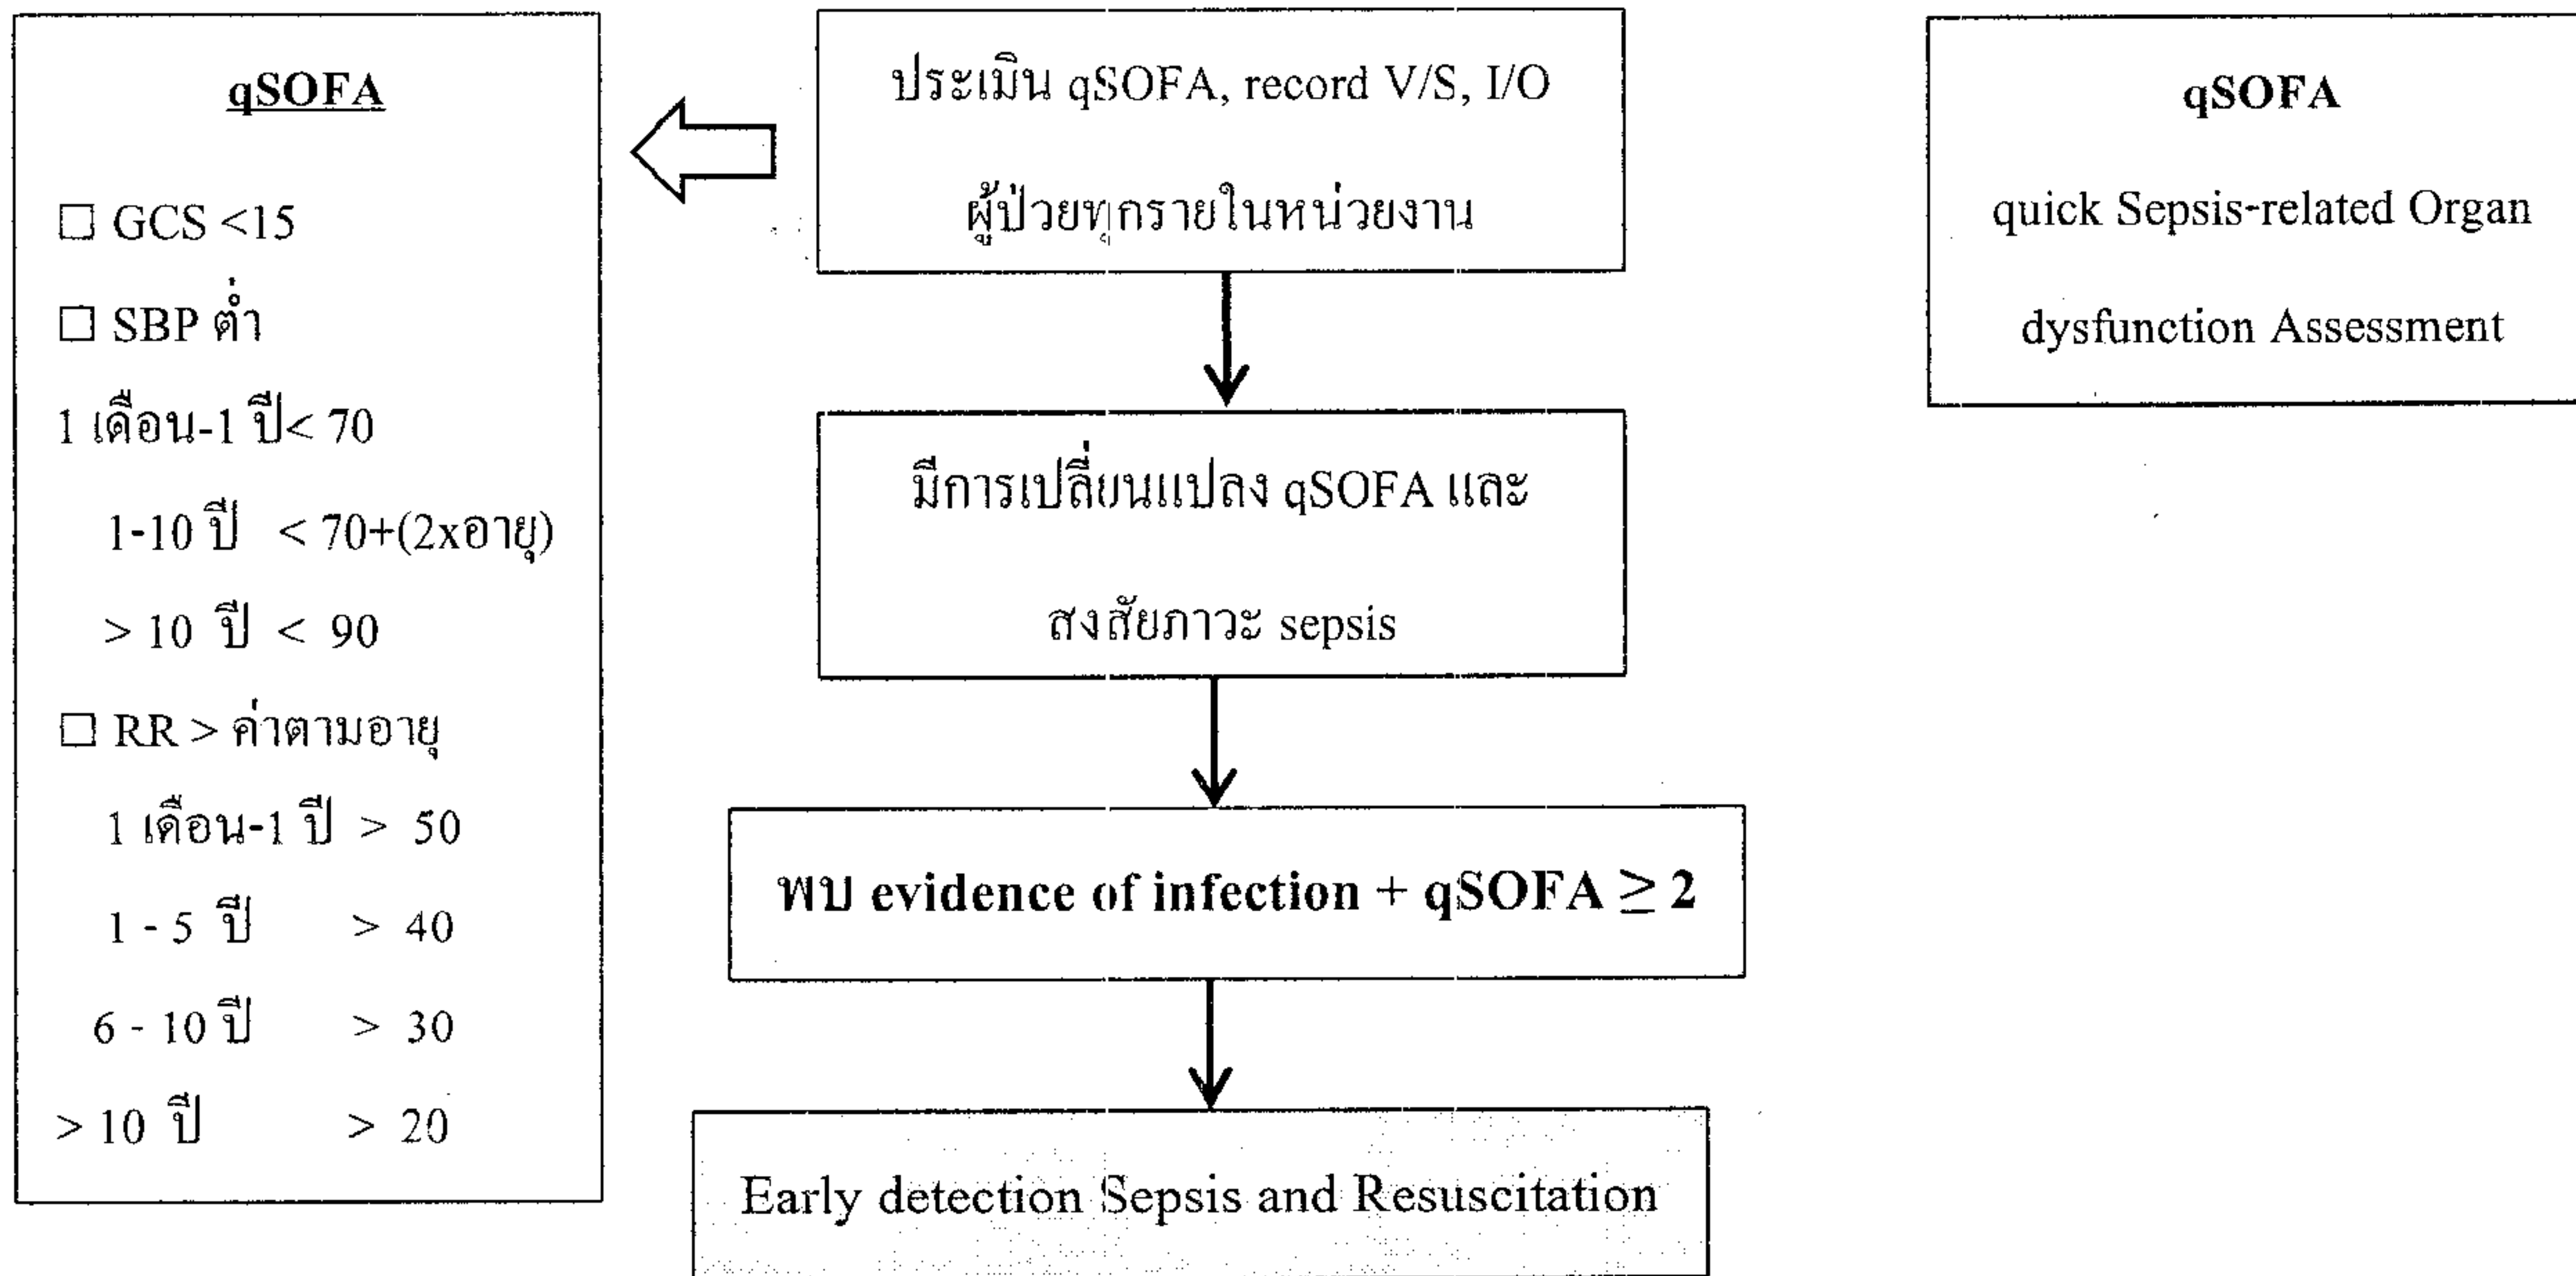 qSOFA
☐ GCS <15
☐ SBP ต่ำ
1 เดือน-1 ปี< 70
1-10 ปี < 70+(2xอายุ)
> 10 ปี < 90
☐ RR > ค่าตามอายุ
1 เดือน-1 ปี > 50
1 - 5 ปี > 40
6 - 10 ปี > 30
> 10 ปี > 20
ประเมิน qSOFA, record V/S, I/O
ผู้ป่วยทุกรายในหน่วยงาน
มีการเปลี่ยนแปลง qSOFA และ
สงสัยภาวะ sepsis
พบ evidence of infection + qSOFA ≥ 2
Early detection Sepsis and Resuscitation
qSOFA
quick Sepsis-related Organ
dysfunction Assessment